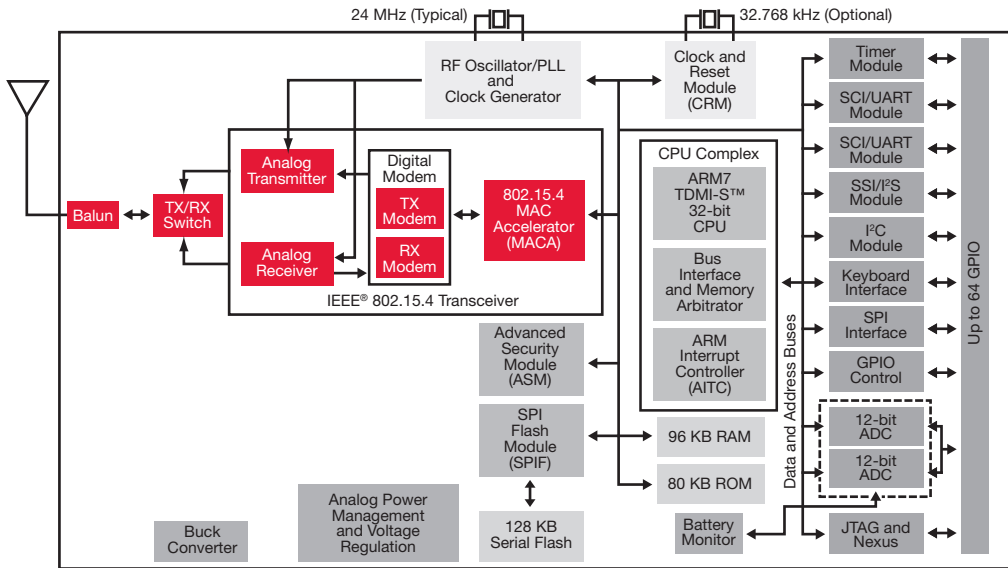 24 MHz (Typical)
32.768 kHz (Optional)
RF Oscillator/PLL
and
Clock Generator
Clock and
Reset
Module
(CRM)
Timer
Module
SCI/UART
Module
SCI/UART
Module
SSI/I²S
Module
I²C
Module
Keyboard
Interface
SPI
Interface
GPIO
Control
12-bit
ADC
12-bit
ADC
JTAG and
Nexus
Up to 64 GPIO
Data and Address Buses
CPU Complex
ARM7
TDMI-S™
32-bit
CPU
Bus
Interface
and Memory
Arbitrator
ARM
Interrupt
Controller
(AITC)
Balun
TX/RX
Switch
Analog
Transmitter
Analog
Receiver
Digital
Modem
TX
Modem
RX
Modem
802.15.4
MAC
Accelerator
(MACA)
IEEE® 802.15.4 Transceiver
Advanced
Security
Module
(ASM)
SPI
Flash
Module
(SPIF)
96 KB RAM
80 KB ROM
128 KB
Serial Flash
Battery
Monitor
Analog Power
Management
and Voltage
Regulation
Buck
Converter